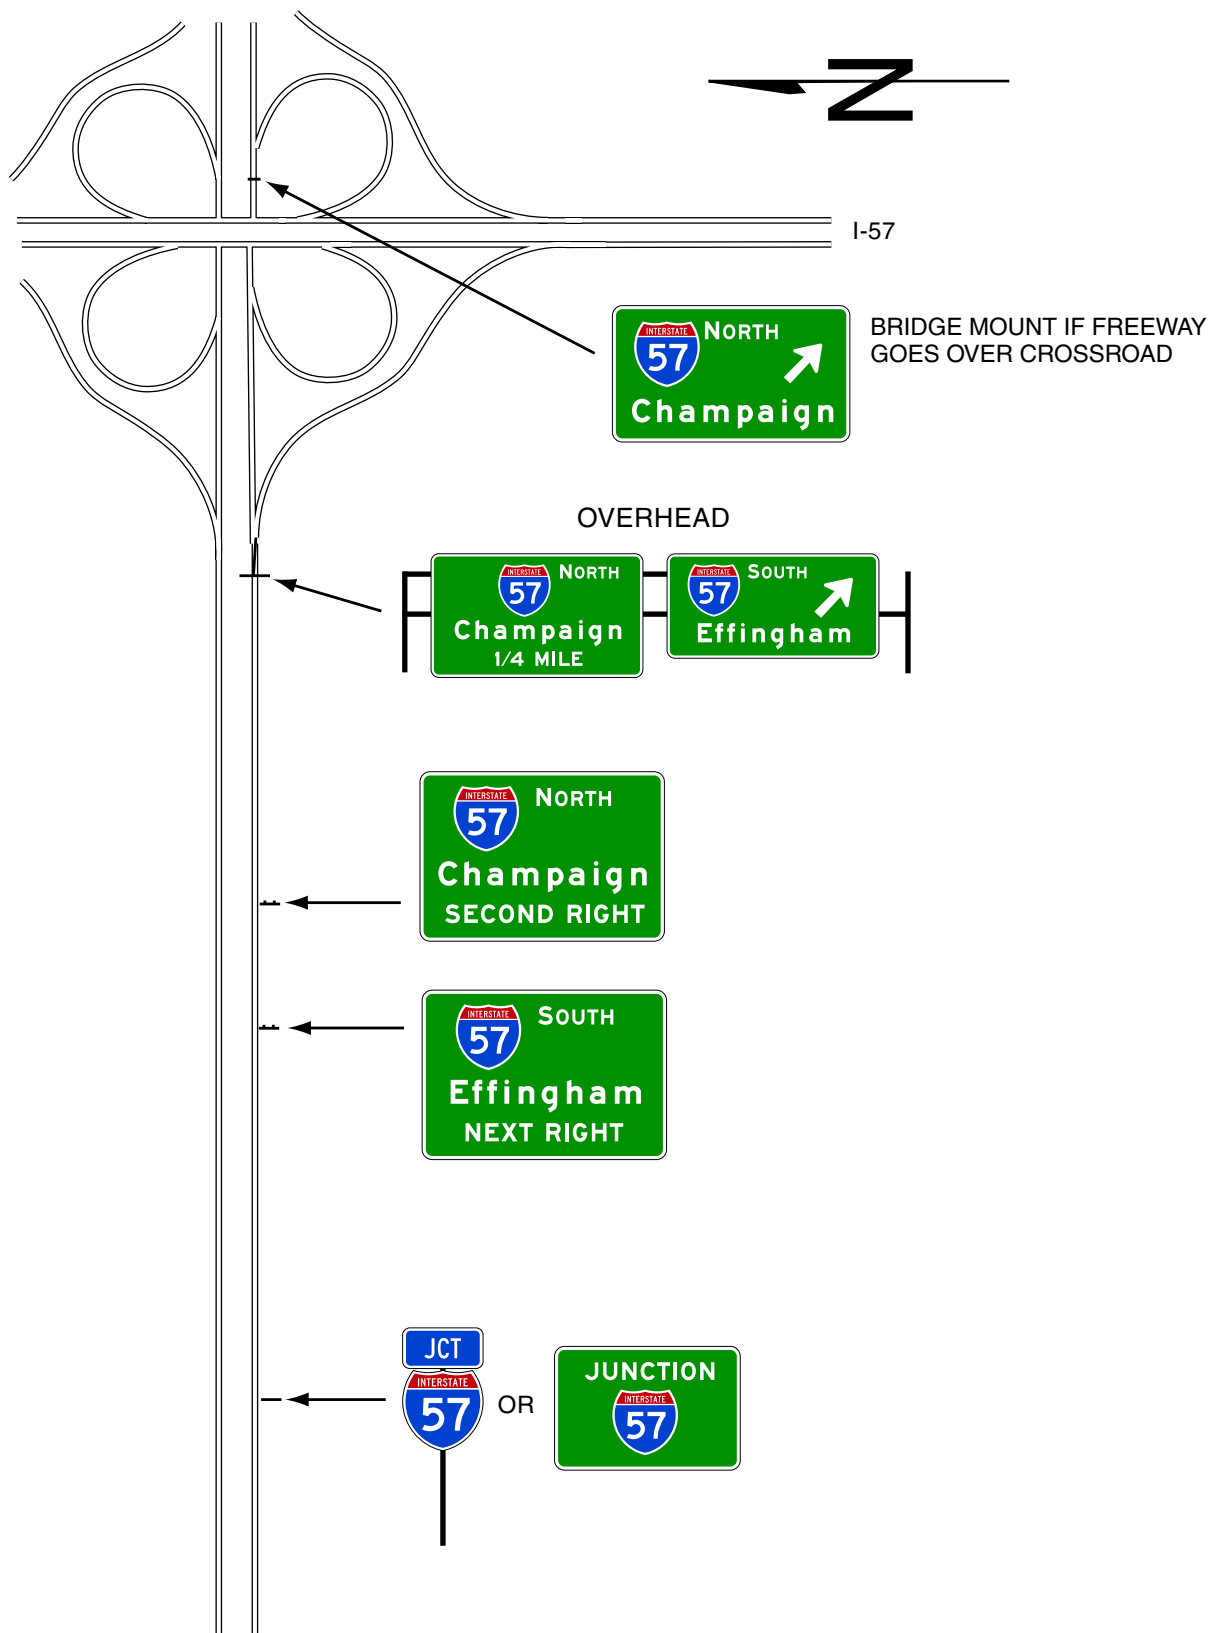 N
I-57
INTERSTATE
57
NORTH
Champaign
BRIDGE MOUNT IF FREEWAY
GOES OVER CROSSROAD
OVERHEAD
INTERSTATE
57
NORTH
Champaign
1/4 MILE
INTERSTATE
57
SOUTH
Effingham
INTERSTATE
57
NORTH
Champaign
SECOND RIGHT
INTERSTATE
57
SOUTH
Effingham
NEXT RIGHT
JCT
INTERSTATE
57
OR
JUNCTION
INTERSTATE
57